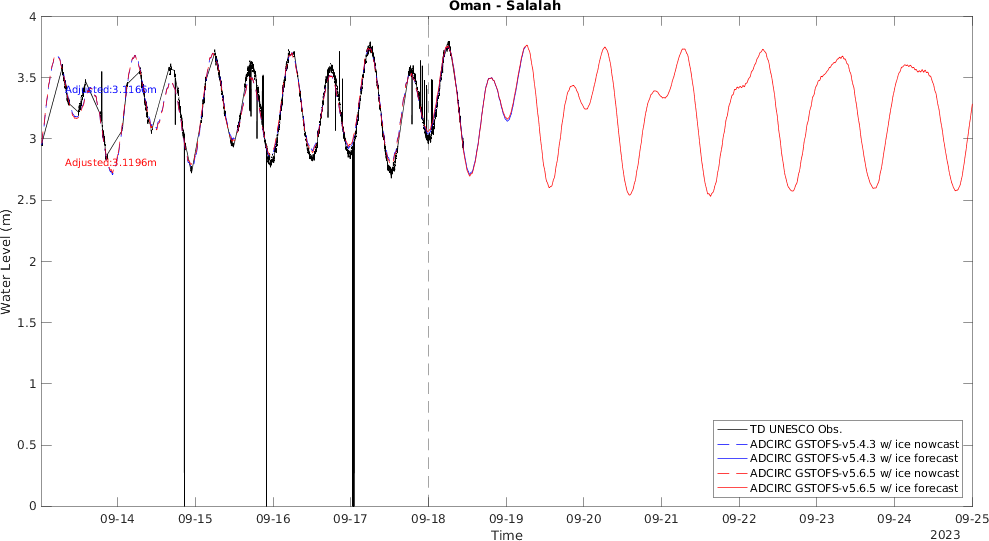 Oman - Salalah
Water Level (m)
4
3.5
3
2.5
2
1.5
1
0.5
0
Adjusted:3.1166m
Adjusted:3.1196m
TD UNESCO Obs.
ADCIRC GSTOFS-v5.4.3 w/ ice nowcast
ADCIRC GSTOFS-v5.4.3 w/ ice forecast
ADCIRC GSTOFS-v5.6.5 w/ ice nowcast
ADCIRC GSTOFS-v5.6.5 w/ ice forecast
09-14 09-15 09-16 09-17 09-18 09-19 09-20 09-21 09-22 09-23 09-24 09-25
Time
2023